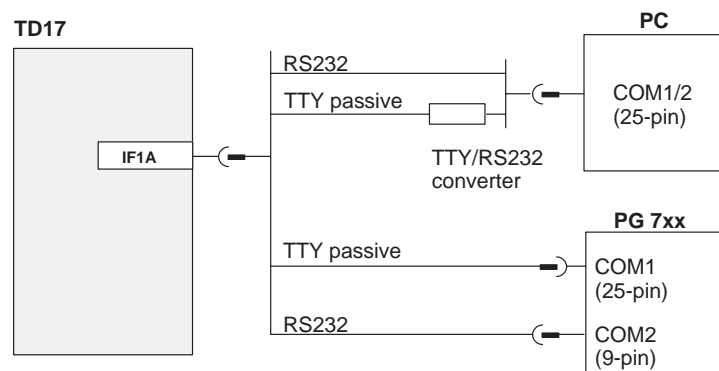 TD17
PC
RS232
TTY passive
COM1/2
(25-pin)
IF1A
TTY/RS232
converter
PG 7xx
TTY passive
COM1
(25-pin)
RS232
COM2
(9-pin)